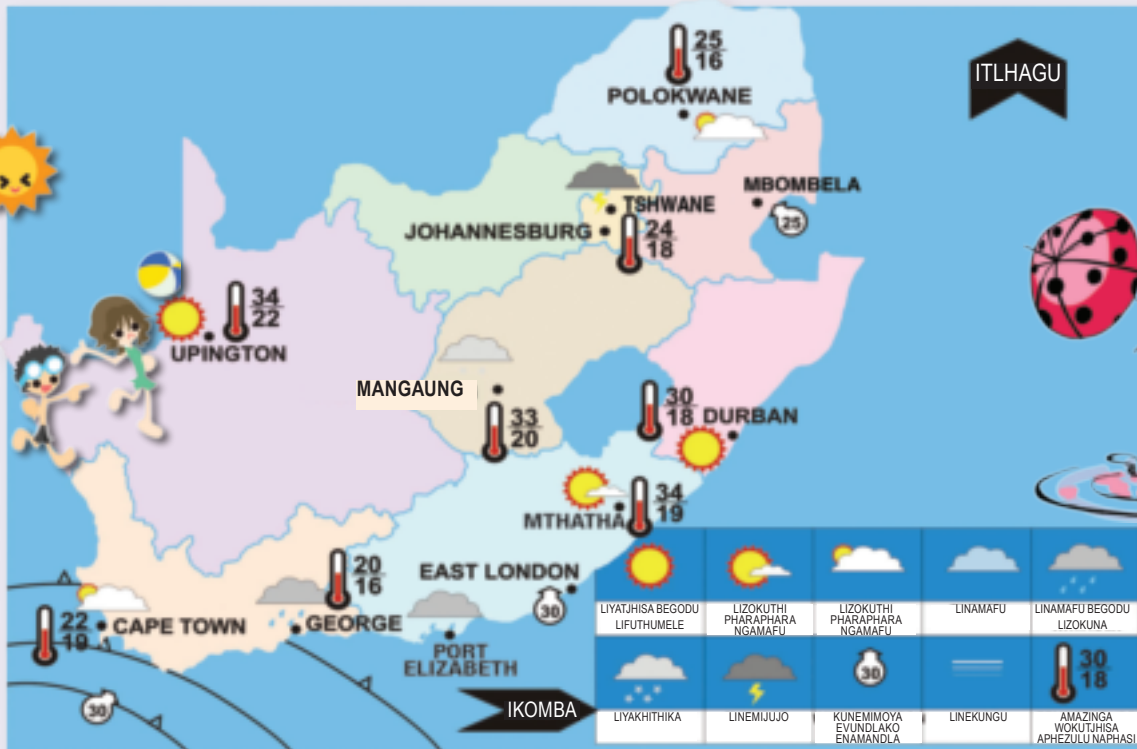 25
16
POLOKWANE
ITLHAGU
MBOMBELA
25
TSHWANE
JOHANNESBURG
24
18
34
22
UPINGTON
MANGAUNG
33
20
30
18
DURBAN
34
19
MTHATHA
20
16
EAST LONDON
30
GEORGE
22
19
CAPE TOWN
PORT
ELIZABETH
30
IKOMBA
LIYATJHISA BEGODU
LIFUTHUMELE
LIZOKUTHI
PHARAPHARA
NGAMAFU
LIZOKUTHI
PHARAPHARA
NGAMAFU
LINAMAFU
LINAMAFU BEGODU
LIZOKUNA
30
30
18
LIYAKHITHIKA
LINEMIJUJO
KUNEMIMOYA
EVUNDLAKO
ENAMANDLA
LINEKUNGU
AMAZINGA
WOKUTJHISA
APHEZULU NAPHASI